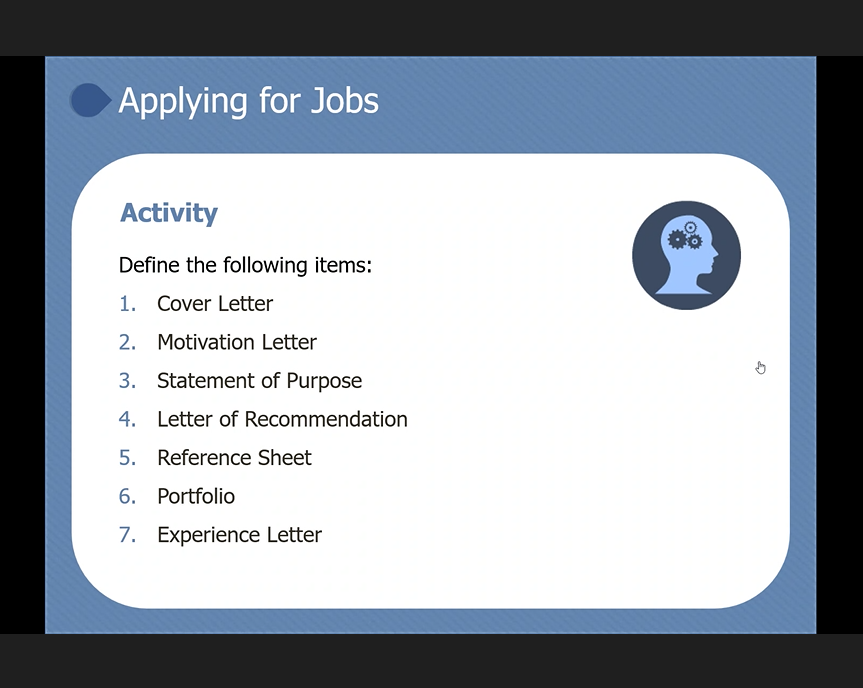 Applying for Jobs
Activity
Define the following items:
1. Cover Letter
2. Motivation Letter
3. Statement of Purpose
4. Letter of Recommendation
5. Reference Sheet
6. Portfolio
7. Experience Letter